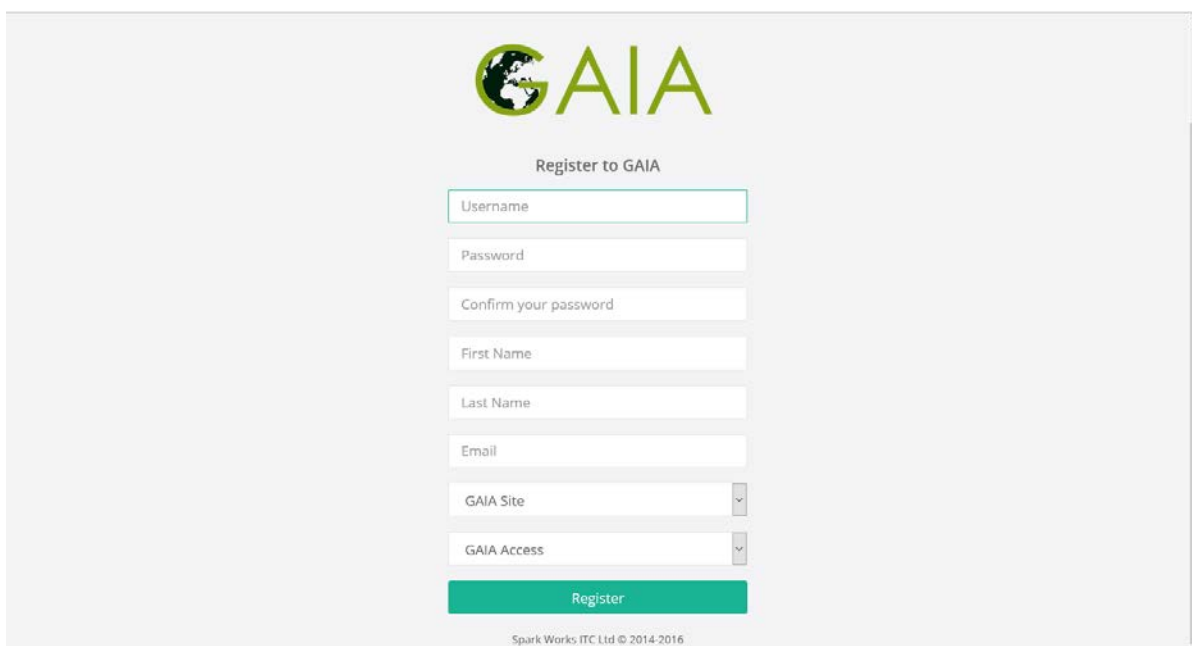 GAIA
Register to GAIA
Username
Password
Confirm your password
First Name
Last Name
Email
GAIA Site
GAIA Access
Register
Spark Works ITC Ltd © 2014-2016